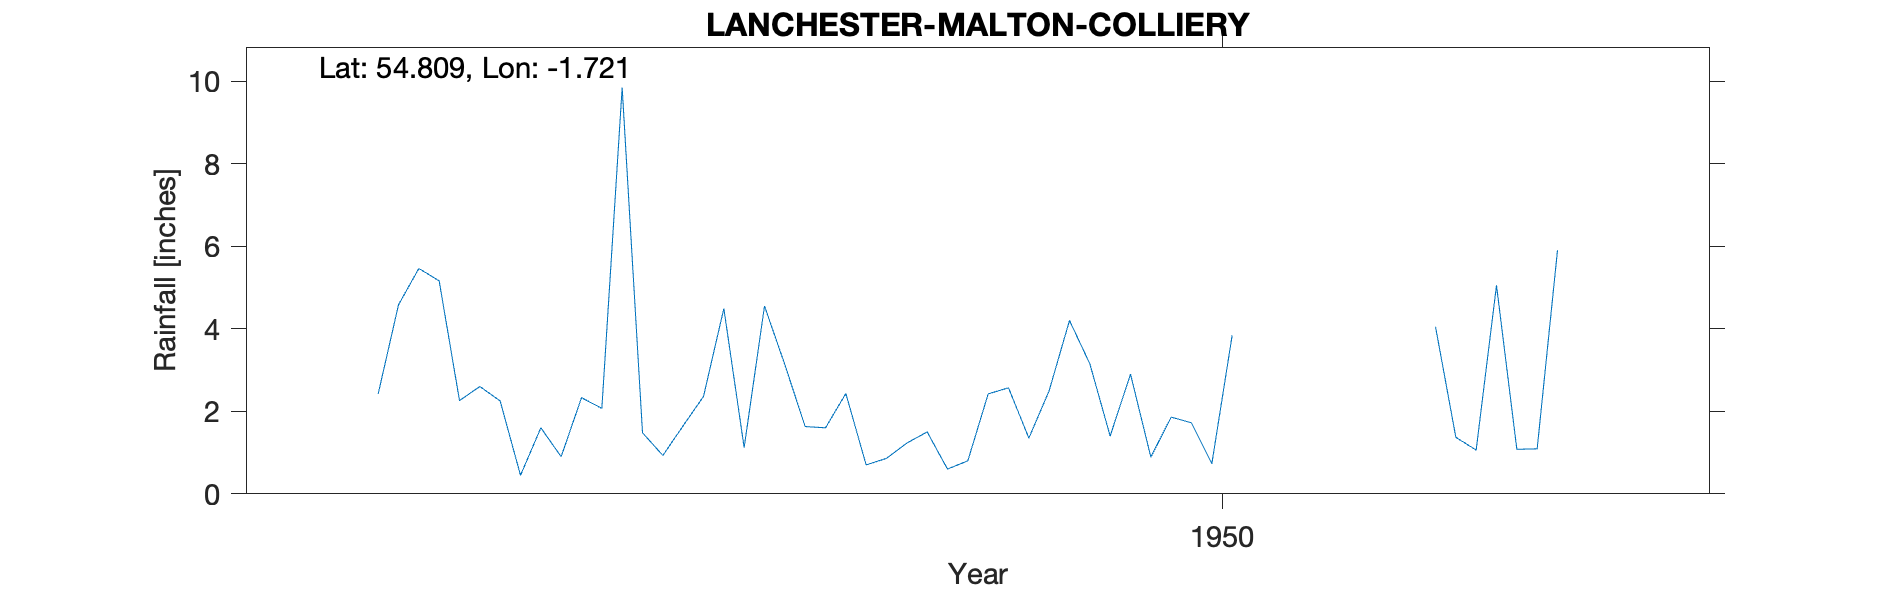 LANCHESTER-MALTON-COLLIERY
Lat: 54.809, Lon: -1.721
10
8
6
4
2
0
Rainfall [inches]
1950
Year